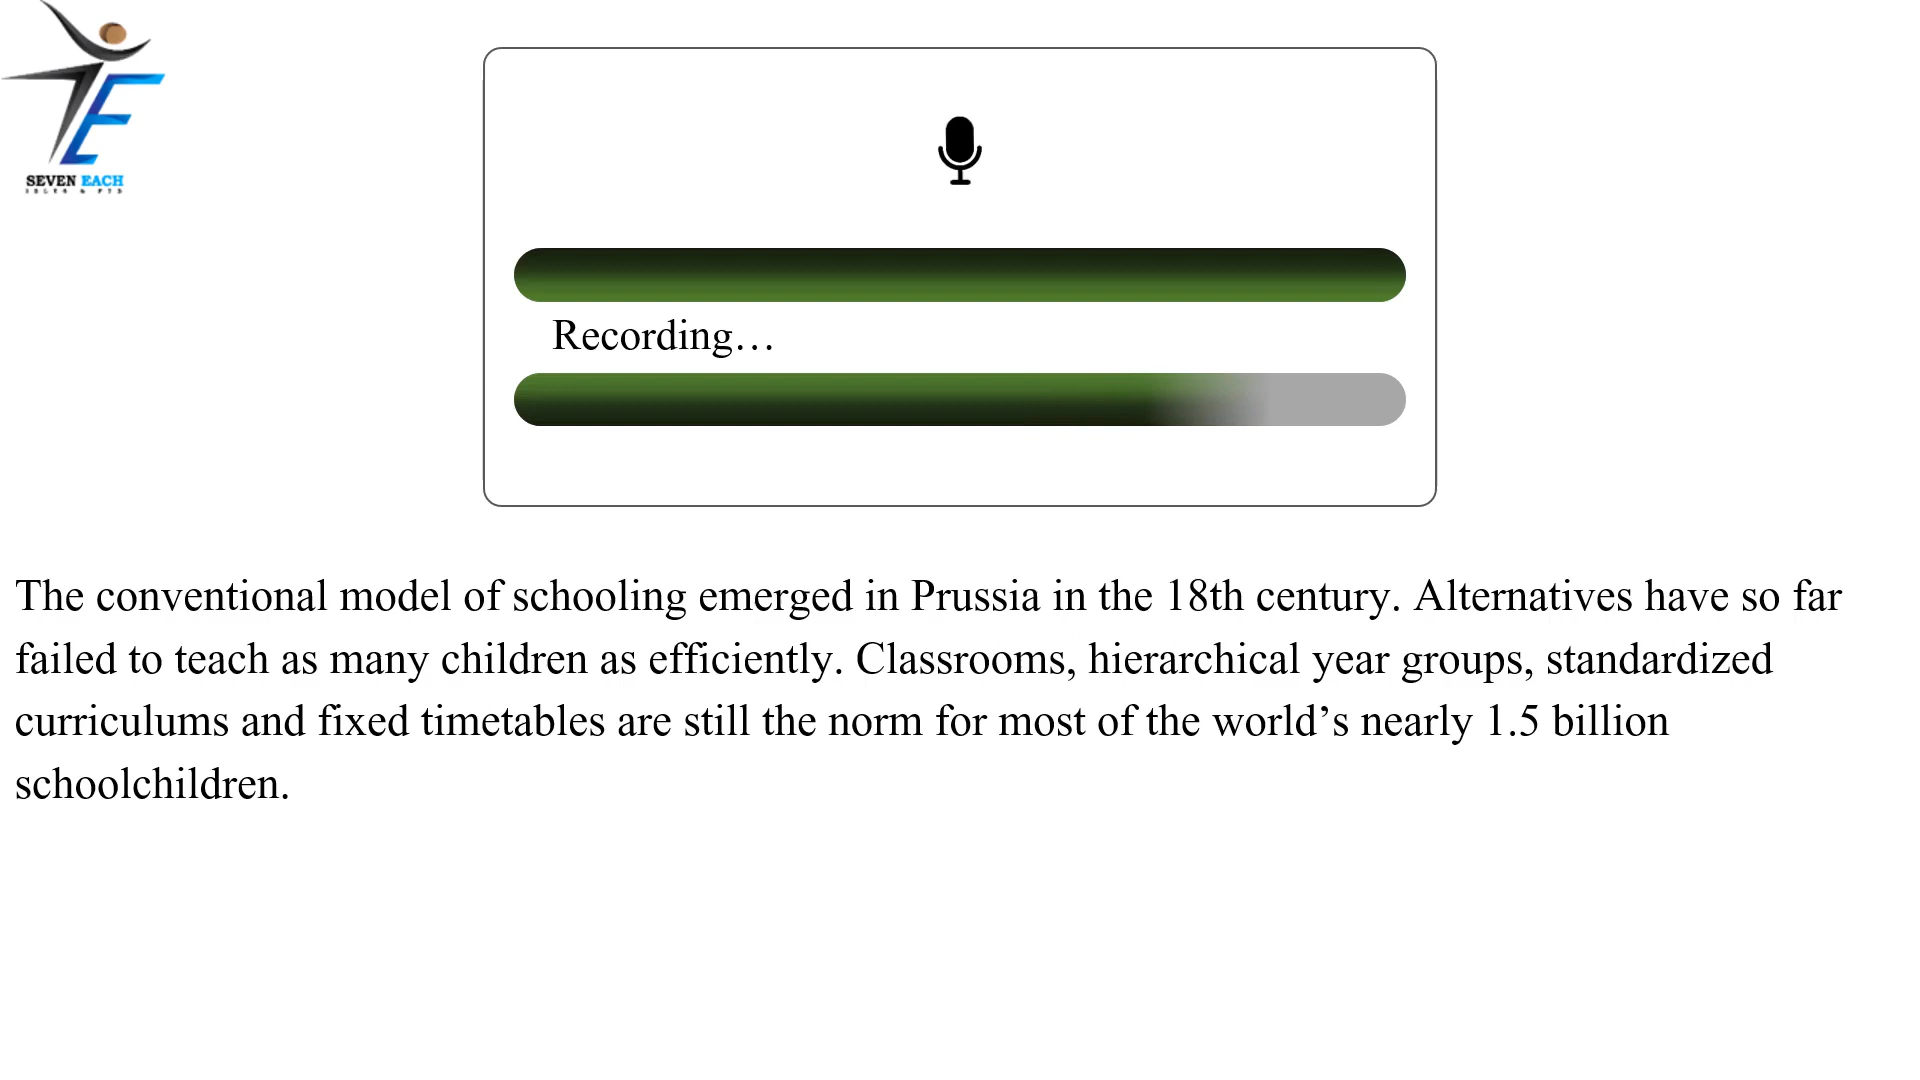 SEVEN EACH
Recording…
The conventional model of schooling emerged in Prussia in the 18th century. Alternatives have so far
failed to teach as many children as efficiently. Classrooms, hierarchical year groups, standardized
curriculums and fixed timetables are still the norm for most of the world’s nearly 1.5 billion
schoolchildren.